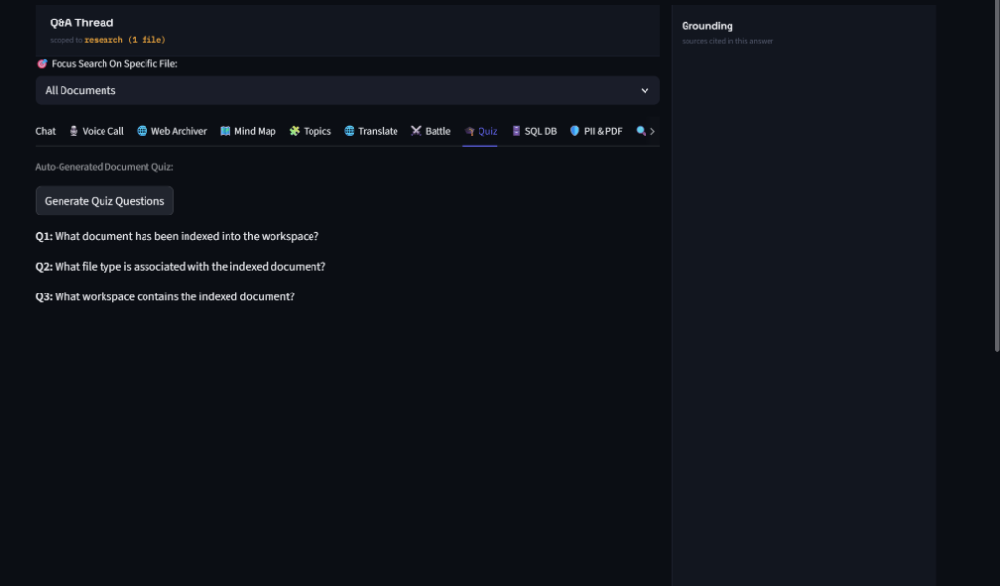 Q&A Thread
scoped to research (1 file)
Focus Search On Specific File:
All Documents
Chat Voice Call Web Archiver Mind Map Topics Translate Battle Quiz SQL DB PII & PDF
Auto-Generated Document Quiz:
Generate Quiz Questions
Q1: What document has been indexed into the workspace?
Q2: What file type is associated with the indexed document?
Q3: What workspace contains the indexed document?
Grounding
sources cited in this answer